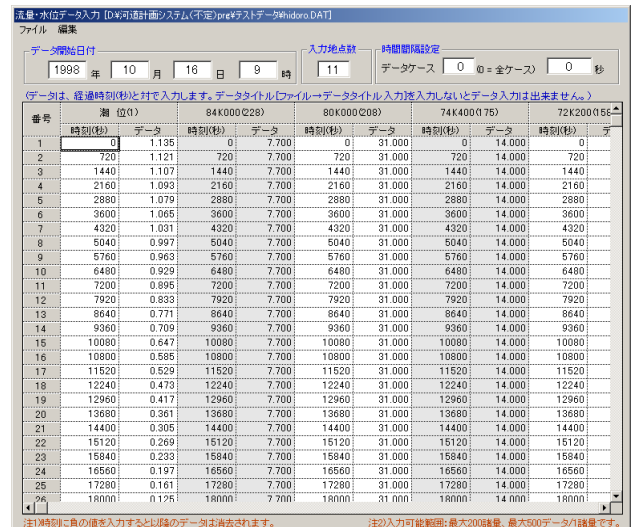 流量・水位データ入力 [D:¥河道計画システム(不定)pre¥テストデータ¥hidoro.DAT]
ファイル 編集
データ開始日付 入力地点数 時間間隔設定
1998 年 10 月 16 日 9 時 11 データケース 0 (0=全ケース) 0 秒
(データは、経過時刻(秒)と対で入力します。データタイトル[ファイル→データタイトル入力]を入力しないとデータ入力は出来ません。)
番号 潮 位(1) 84K000(228) 80K000(208) 74K400(175) 72K200(158
時刻(秒) データ 時刻(秒) データ 時刻(秒) データ 時刻(秒) データ 時刻(秒) デ
1 0 1.135 0 7.700 0 31.000 0 14.000 0
2 720 1.121 720 7.700 720 31.000 720 14.000 720
3 1440 1.107 1440 7.700 1440 31.000 1440 14.000 1440
4 2160 1.093 2160 7.700 2160 31.000 2160 14.000 2160
5 2880 1.079 2880 7.700 2880 31.000 2880 14.000 2880
6 3600 1.065 3600 7.700 3600 31.000 3600 14.000 3600
7 4320 1.031 4320 7.700 4320 31.000 4320 14.000 4320
8 5040 0.997 5040 7.700 5040 31.000 5040 14.000 5040
9 5760 0.963 5760 7.700 5760 31.000 5760 14.000 5760
10 6480 0.929 6480 7.700 6480 31.000 6480 14.000 6480
11 7200 0.895 7200 7.700 7200 31.000 7200 14.000 7200
12 7920 0.833 7920 7.700 7920 31.000 7920 14.000 7920
13 8640 0.771 8640 7.700 8640 31.000 8640 14.000 8640
14 9360 0.709 9360 7.700 9360 31.000 9360 14.000 9360
15 10080 0.647 10080 7.700 10080 31.000 10080 14.000 10080
16 10800 0.585 10800 7.700 10800 31.000 10800 14.000 10800
17 11520 0.529 11520 7.700 11520 31.000 11520 14.000 11520
18 12240 0.473 12240 7.700 12240 31.000 12240 14.000 12240
19 12960 0.417 12960 7.700 12960 31.000 12960 14.000 12960
20 13680 0.361 13680 7.700 13680 31.000 13680 14.000 13680
21 14400 0.305 14400 7.700 14400 31.000 14400 14.000 14400
22 15120 0.269 15120 7.700 15120 31.000 15120 14.000 15120
23 15840 0.233 15840 7.700 15840 31.000 15840 14.000 15840
24 16560 0.197 16560 7.700 16560 31.000 16560 14.000 16560
25 17280 0.161 17280 7.700 17280 31.000 17280 14.000 17280
26 18000 0.125 18000 7.700 18000 31.000 18000 14.000 18000
注1)時刻に負の値を入力すると以降のデータは消去されます。 注2)入力可能範囲:最大200諸量、最大500データ/1諸量です。